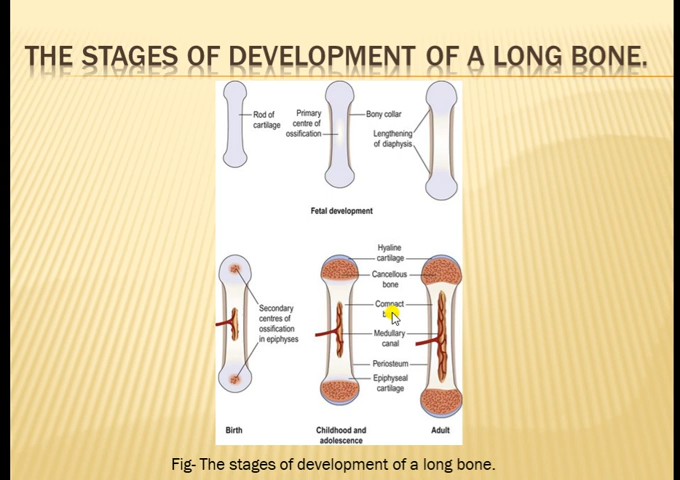 THE STAGES OF DEVELOPMENT OF A LONG BONE.
Rod of
cartilage
Primary
centre of
ossification
Bony collar
Lengthening
of diaphysis
Fetal development
Secondary
centres of
ossification
in epiphyses
Hyaline
cartilage
Cancellous
bone
Compact
Medullary
canal
Periosteum
Epiphyseal
cartilage
Birth
Childhood and
adolescence
Adult
Fig- The stages of development of a long bone.